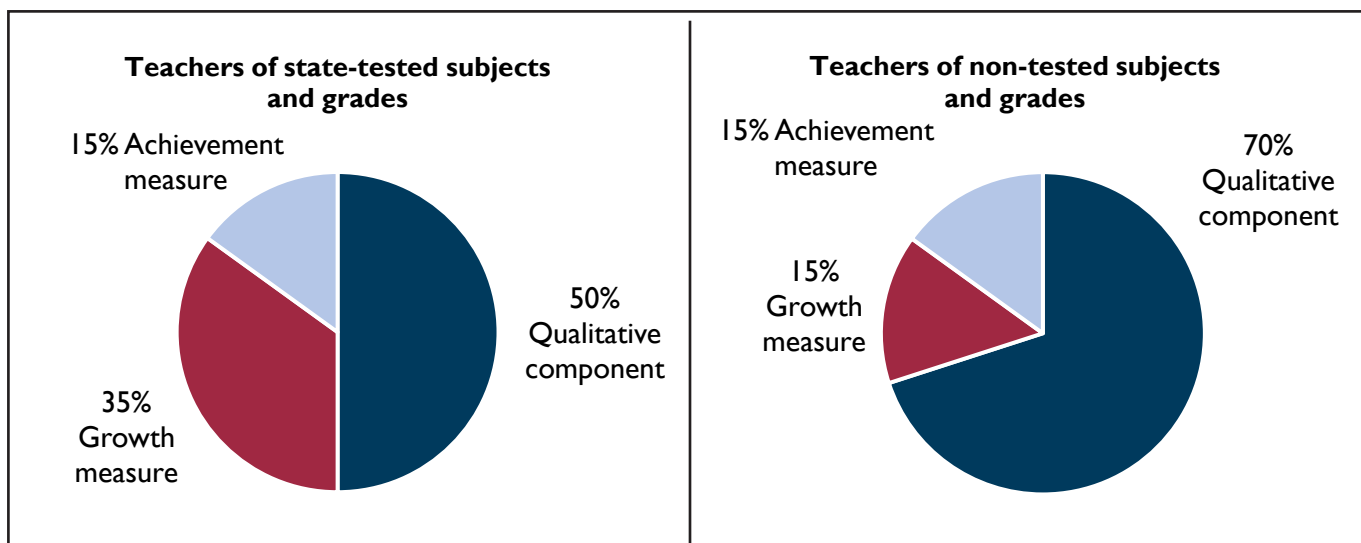 Teachers of state-tested subjects
and grades
15% Achievement
measure
50%
Qualitative
component
35%
Growth
measure
Teachers of non-tested subjects
and grades
15% Achievement
measure
70%
Qualitative
component
15%
Growth
measure